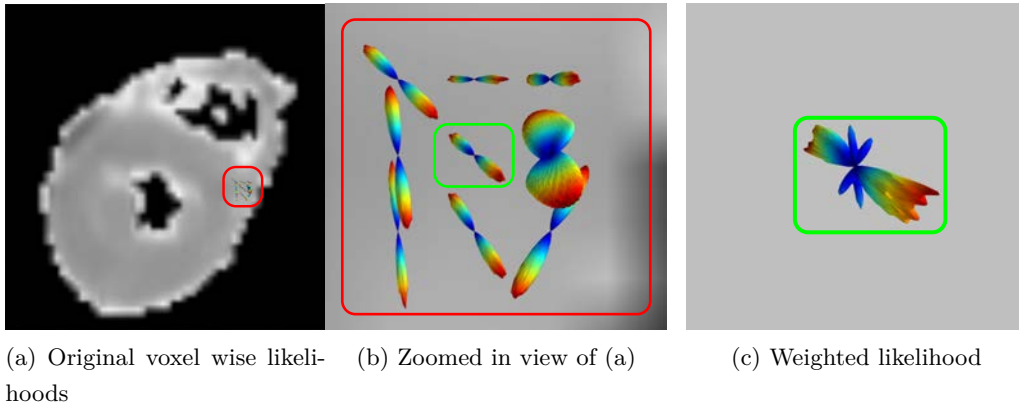 (a) Original voxel wise likeli-
hoods
(b) Zoomed in view of (a)
(c) Weighted likelihood